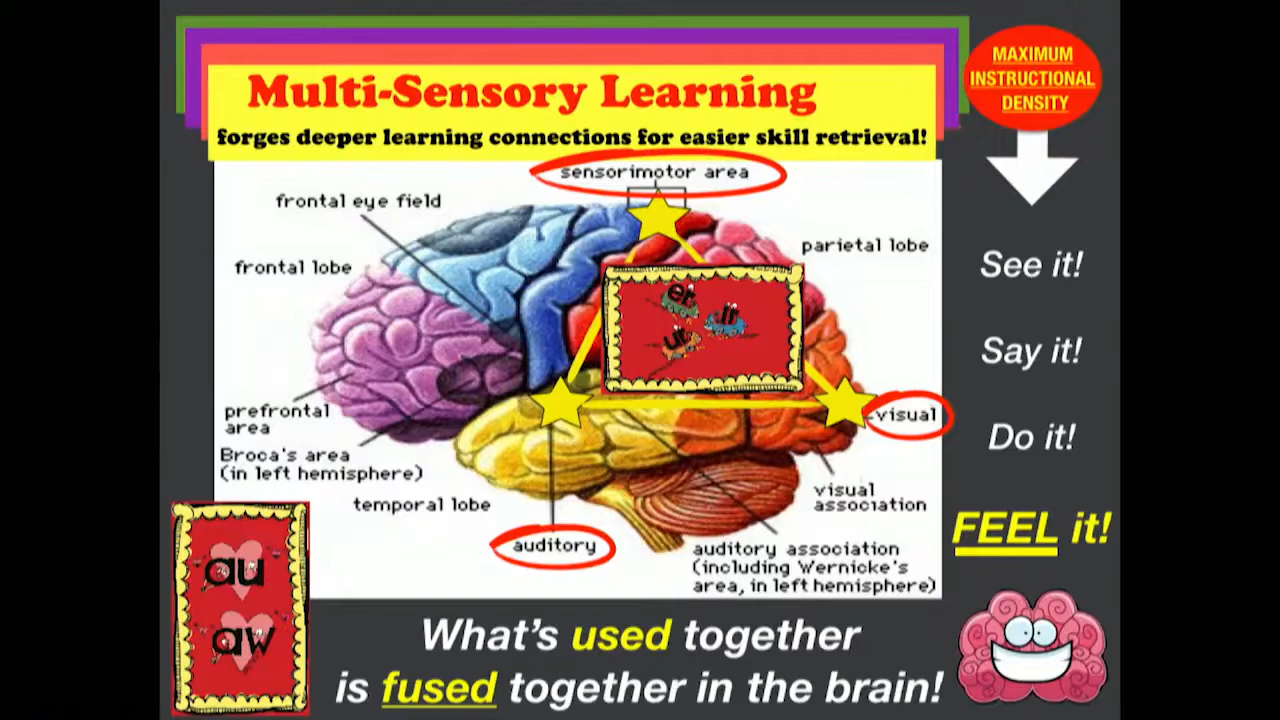 Multi-Sensory Learning
forges deeper learning connections for easier skill retrieval!
MAXIMUM
INSTRUCTIONAL
DENSITY
sensorimotor area
frontal eye field
parietal lobe
frontal lobe
er
ir
ur
prefrontal
area
visual
Broca's area
(in left hemisphere)
temporal lobe
visual
association
auditory
auditory association
(including Wernicke's
area, in left hemisphere)
See it!
Say it!
Do it!
FEEL it!
au
aw
What's used together
is fused together in the brain!